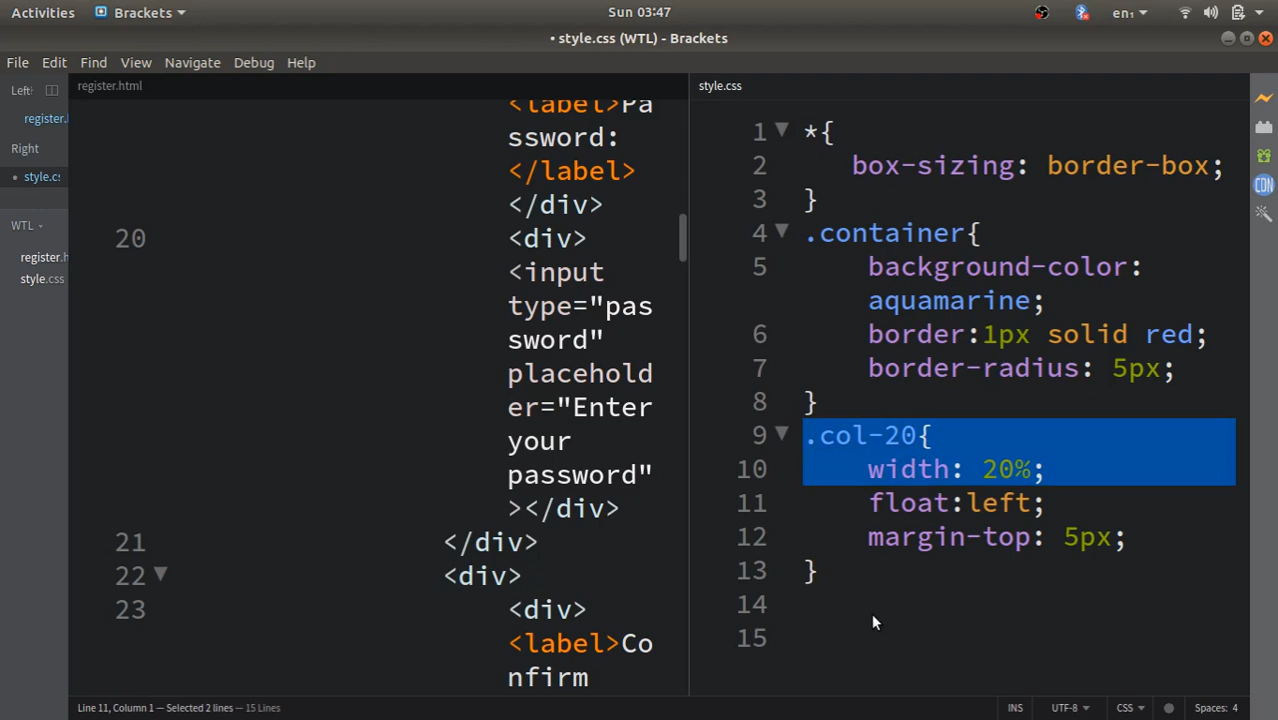 Activities
Brackets
Sun 03:47
en₁
• style.css (WTL) - Brackets
File Edit Find View Navigate Debug Help
Left
register.h
Right
• style.cs
WTL
register.h
style.css
register.html
<label>Pa
ssword:
</label>
</div>
20 <div>
<input
type="pas
sword"
placehold
er="Enter
your
password"
></div>
21 </div>
22 <div>
23 <div>
<label>Co
nfirm
style.css
1 *{
2 box-sizing: border-box;
3 }
4 .container{
5 background-color:
aquamarine;
6 border:1px solid red;
7 border-radius: 5px;
8 }
9 .col-20{
10 width: 20%;
11 float:left;
12 margin-top: 5px;
13 }
14
15
CDN
Line 11, Column 1 — Selected 2 lines — 15 Lines
INS UTF-8 CSS Spaces: 4